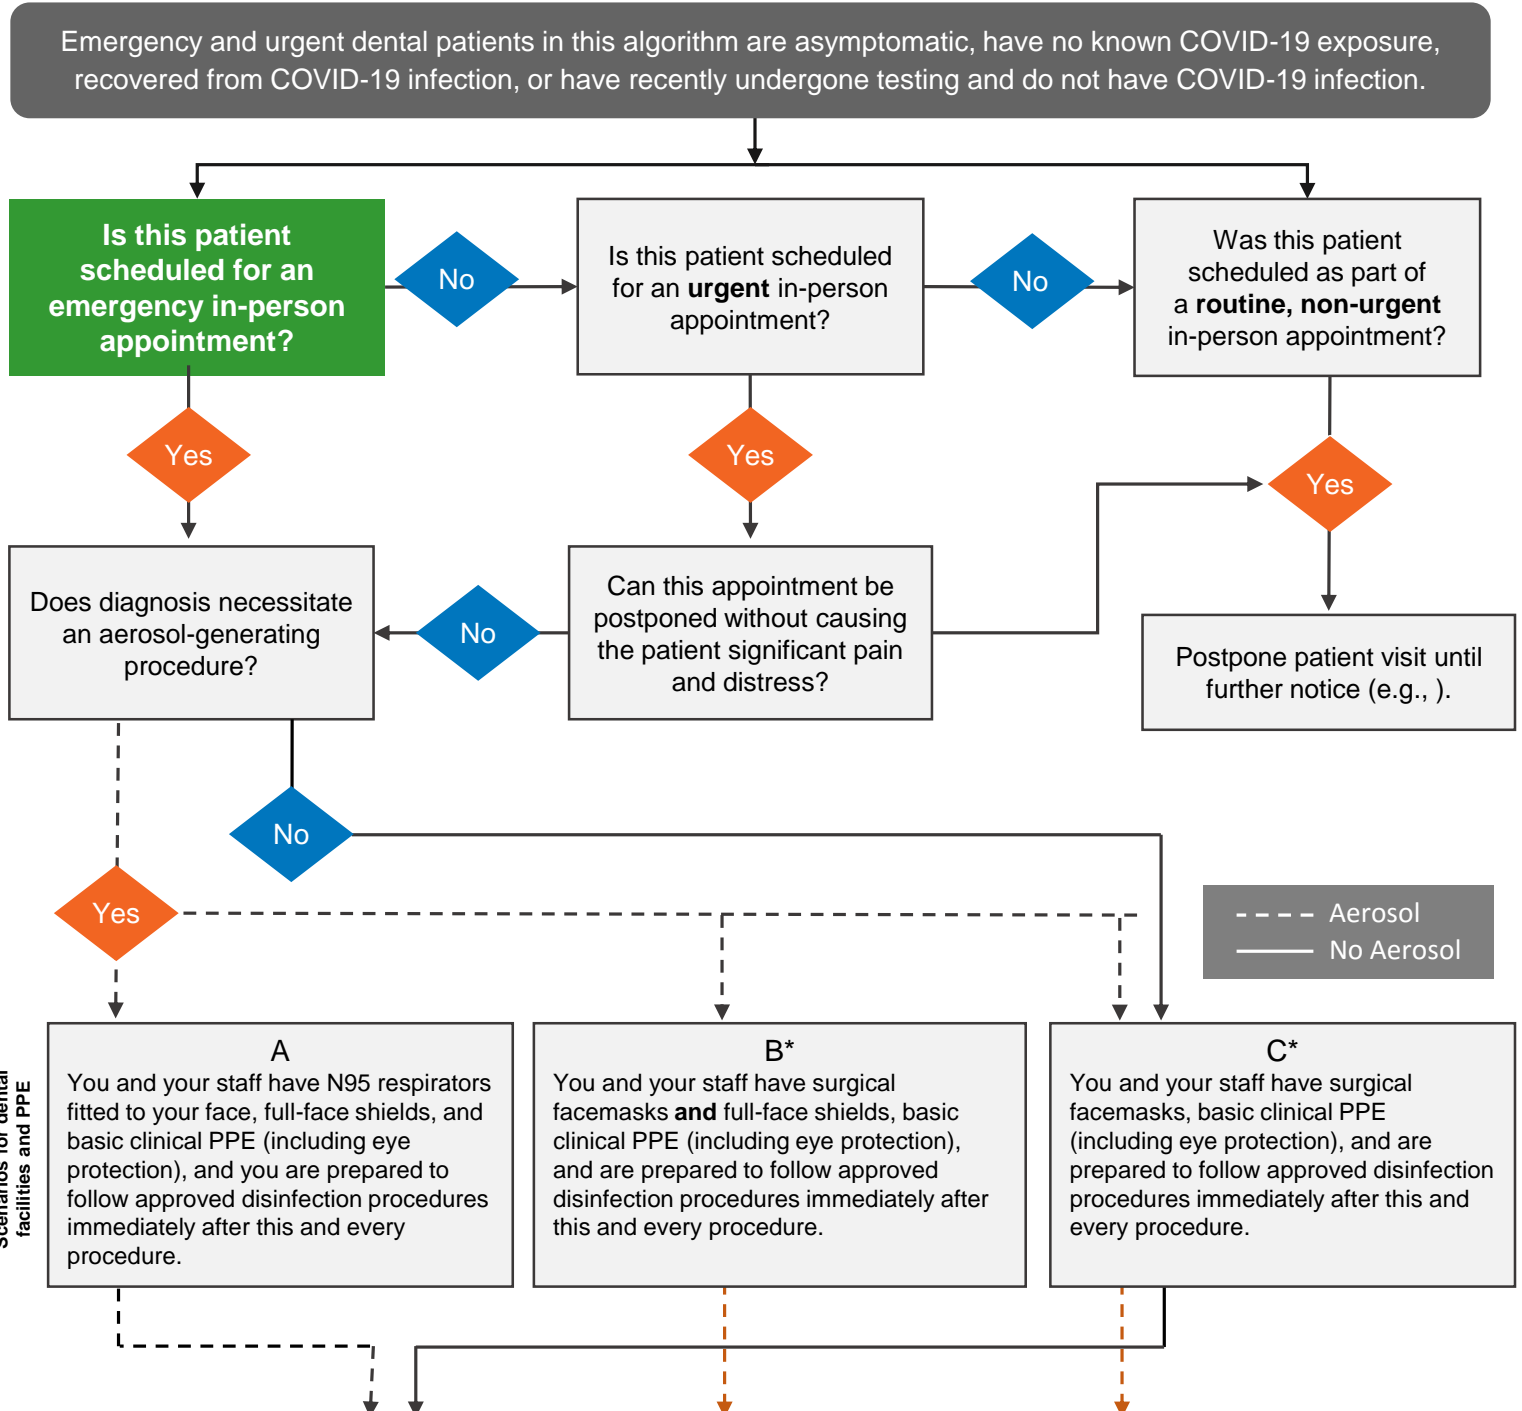 Emergency and urgent dental patients in this algorithm are asymptomatic, have no known COVID-19 exposure,
recovered from COVID-19 infection, or have recently undergone testing and do not have COVID-19 infection.
Is this patient
scheduled for an
emergency in-person
appointment?
No
Is this patient scheduled
for an urgent in-person
appointment?
No
Was this patient
scheduled as part of
a routine, non-urgent
in-person appointment?
Yes
Yes
Yes
Does diagnosis necessitate
an aerosol-generating
procedure?
No
Can this appointment be
postponed without causing
the patient significant pain
and distress?
Postpone patient visit until
further notice (e.g., ).
No
Yes
Aerosol
No Aerosol
Scenarios for dental
facilities and PPE
A
You and your staff have N95 respirators
fitted to your face, full-face shields, and
basic clinical PPE (including eye
protection), and you are prepared to
follow approved disinfection procedures
immediately after this and every
procedure.
B*
You and your staff have surgical
facemasks and full-face shields, basic
clinical PPE (including eye protection),
and are prepared to follow approved
disinfection procedures immediately after
this and every procedure.
C*
You and your staff have surgical
facemasks, basic clinical PPE
(including eye protection), and are
prepared to follow approved disinfection
procedures immediately after this and
every procedure.